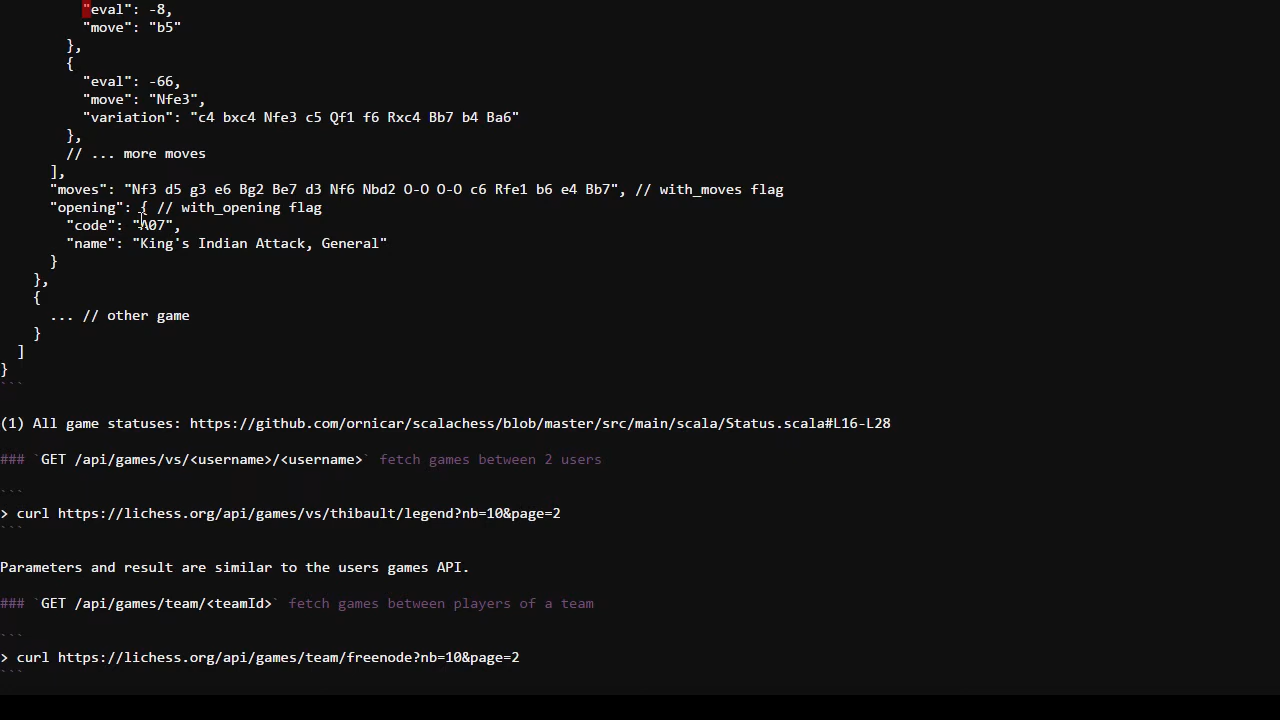 "eval": -8,
"move": "b5"
},
{
"eval": -66,
"move": "Nfe3",
"variation": "c4 bxc4 Nfe3 c5 Qf1 f6 Rxc4 Bb7 b4 Ba6"
},
// ... more moves
],
"moves": "Nf3 d5 g3 e6 Bg2 Be7 d3 Nf6 Nbd2 O-O O-O c6 Rfe1 b6 e4 Bb7", // with_moves flag
"opening": { // with_opening flag
"code": "A07",
"name": "King's Indian Attack, General"
}
},
{
... // other game
}
]
}
```
(1) All game statuses: https://github.com/ornicar/scalachess/blob/master/src/main/scala/Status.scala#L16-L28
### `GET /api/games/vs/<username>/<username>` fetch games between 2 users
```
> curl https://lichess.org/api/games/vs/thibault/legend?nb=10&page=2
```
Parameters and result are similar to the users games API.
### `GET /api/games/team/<teamId>` fetch games between players of a team
```
> curl https://lichess.org/api/games/team/freenode?nb=10&page=2
```